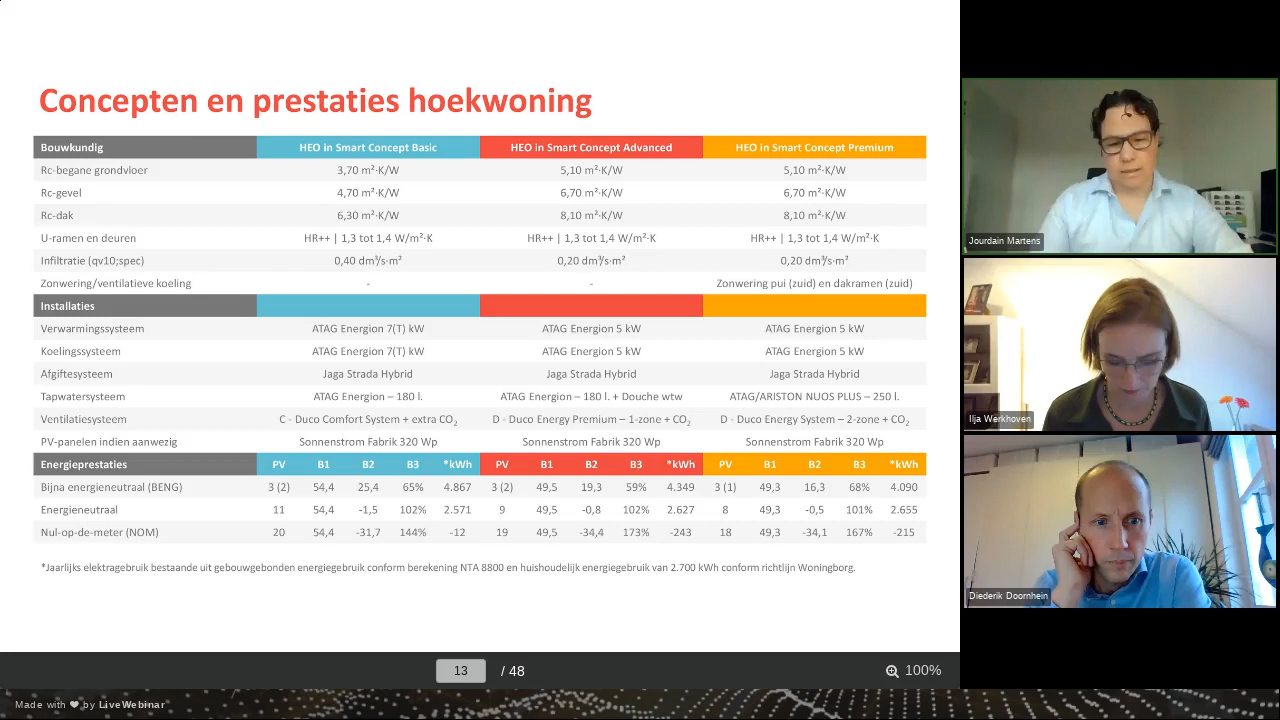 Concepten en prestaties hoekwoning
Bouwkundig HEO in Smart Concept Basic HEO in Smart Concept Advanced HEO in Smart Concept Premium
Rc-begane grondvloer 3,70 m²·K/W 5,10 m²·K/W 5,10 m²·K/W
Rc-gevel 4,70 m²·K/W 6,70 m²·K/W 6,70 m²·K/W
Rc-dak 6,30 m²·K/W 8,10 m²·K/W 8,10 m²·K/W
U-ramen en deuren HR++ | 1,3 tot 1,4 W/m²·K HR++ | 1,3 tot 1,4 W/m²·K HR++ | 1,3 tot 1,4 W/m²·K
Infiltratie (qv10;spec) 0,40 dm³/s·m² 0,20 dm³/s·m² 0,20 dm³/s·m²
Zonwering/ventilatieve koeling - - Zonwering pui (zuid) en dakramen (zuid)
Installaties
Verwarmingssysteem ATAG Energion 7(T) kW ATAG Energion 5 kW ATAG Energion 5 kW
Koelingssysteem ATAG Energion 7(T) kW ATAG Energion 5 kW ATAG Energion 5 kW
Afgiftesysteem Jaga Strada Hybrid Jaga Strada Hybrid Jaga Strada Hybrid
Tapwatersysteem ATAG Energion – 180 l. ATAG Energion – 180 l. + Douche wtw ATAG/ARISTON NUOS PLUS – 250 l.
Ventilatiesysteem C - Duco Comfort System + extra CO₂ D - Duco Energy Premium – 1-zone + CO₂ D - Duco Energy System – 2-zone + CO₂
PV-panelen indien aanwezig Sonnenstrom Fabrik 320 Wp Sonnenstrom Fabrik 320 Wp Sonnenstrom Fabrik 320 Wp
Energieprestaties PV B1 B2 B3 *kWh PV B1 B2 B3 *kWh PV B1 B2 B3 *kWh
Bijna energieneutraal (BENG) 3 (2) 54,4 25,4 65% 4.867 3 (2) 49,5 19,3 59% 4.349 3 (1) 49,3 16,3 68% 4.090
Energieneutraal 11 54,4 -1,5 102% 2.571 9 49,5 -0,8 102% 2.627 8 49,3 -0,5 101% 2.655
Nul-op-de-meter (NOM) 20 54,4 -31,7 144% -12 19 49,5 -34,4 173% -243 18 49,3 -34,1 167% -215
*Jaarlijks elektragebruik bestaande uit gebouwgebonden energiegebruik conform berekening NTA 8800 en huishoudelijk energiegebruik van 2.700 kWh conform richtlijn Woningborg.
13 / 48
100%
Made with ❤ by LiveWebinar
Jourdain Martens
Ilja Werkhoven
Diederik Doornhein